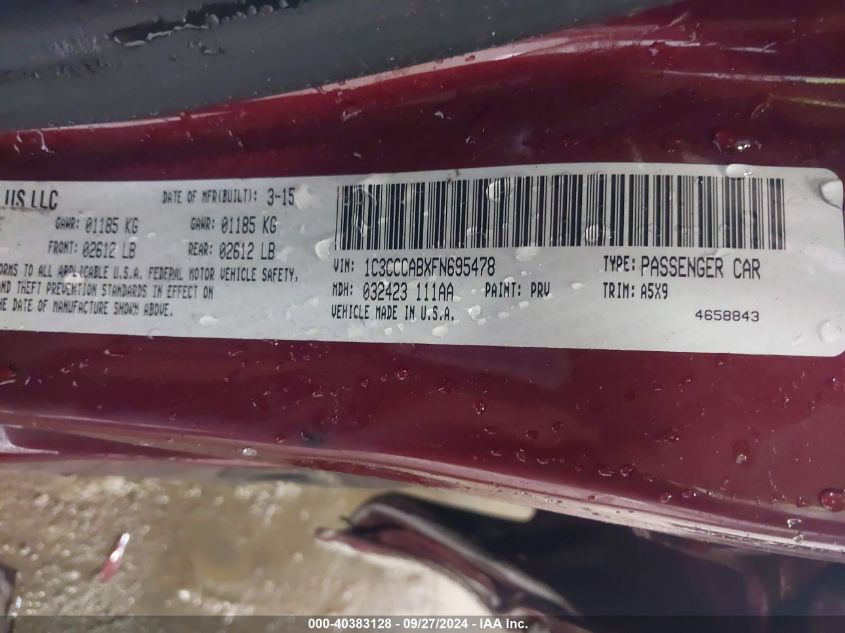 US LLC
DATE OF MFR(BUILT): 3-15
GAWR: 01185 KG GAWR: 01185 KG
FRONT: 02612 LB REAR: 02612 LB
ORMS TO ALL APPLICABLE U.S.A. FEDERAL MOTOR VEHICLE SAFETY,
AND THEFT PREVENTION STANDARDS IN EFFECT ON
THE DATE OF MANUFACTURE SHOWN ABOVE.
VIN: 1C3CCCABXFN695478 TYPE: PASSENGER CAR
MDH: 032423 111AA PAINT: PRV TRIM: A5X9
VEHICLE MADE IN U.S.A. 4658843
000-40383128 - 09/27/2024 - IAA Inc.